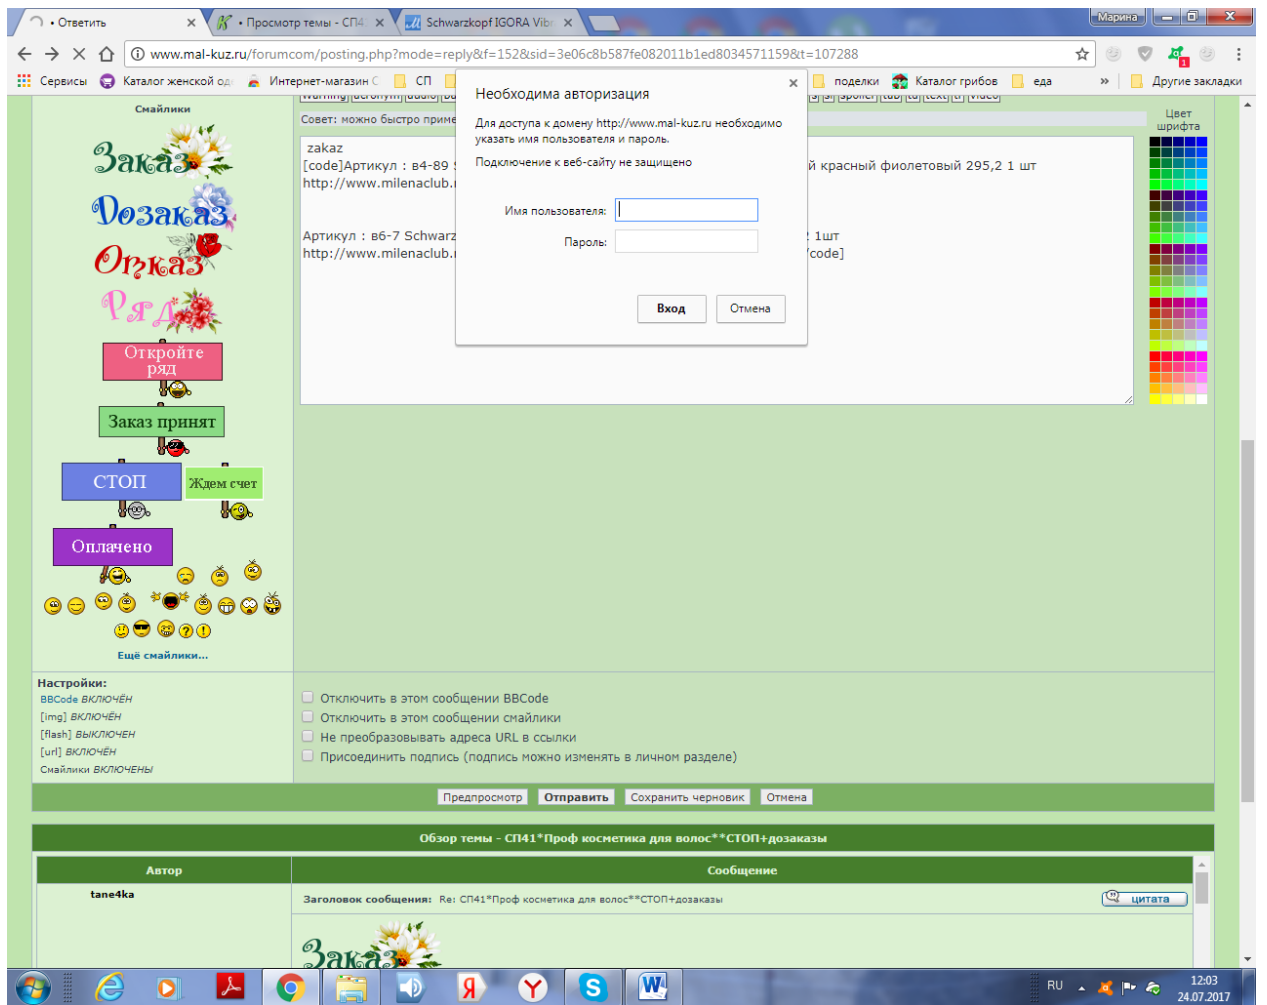 • Ответить
• Просмотр темы - СП4
Schwarzkopf IGORA Vib
Марина
www.mal-kuz.ru/forumcom/posting.php?mode=reply&f=152&sid=3e06c8b587fe082011b1ed8034571159&t=107288
1
Сервисы
Каталог женской од
Интернет-магазин С
СП
поделки
Каталог грибов
еда
»
Другие закладки
Необходима авторизация
Для доступа к домену http://www.mal-kuz.ru необходимо
указать имя пользователя и пароль.
Подключение к веб-сайту не защищено
Имя пользователя:
Пароль:
Вход
Отмена
Смайлики
Заказ
Дозаказ
Отказ
Ряд
Откройте
ряд
Заказ принят
СТОП
Ждем счет
Оплачено
Ещё смайлики...
Совет: можно быстро приме
Цвет
шрифта
zakaz
[code]Артикул : в4-89 S
й красный фиолетовый 295,2 1 шт
http://www.milenaclub.r
Артикул : в6-7 Schwarz
1шт
http://www.milenaclub.r
/code]
Настройки:
BBCode ВКЛЮЧЁН
[img] ВКЛЮЧЁН
[flash] ВЫКЛЮЧЕН
[url] ВКЛЮЧЁН
Смайлики ВКЛЮЧЕНЫ
Отключить в этом сообщении BBCode
Отключить в этом сообщении смайлики
Не преобразовывать адреса URL в ссылки
Присоединить подпись (подпись можно изменять в личном разделе)
Предпросмотр
Отправить
Сохранить черновик
Отмена
Обзор темы - СП41*Проф косметика для волос**СТОП+дозаказы
Автор
Сообщение
tane4ka
Заголовок сообщения: Re: СП41*Проф косметика для волос**СТОП+дозаказы
цитата
Заказ
RU
12:03
24.07.2017